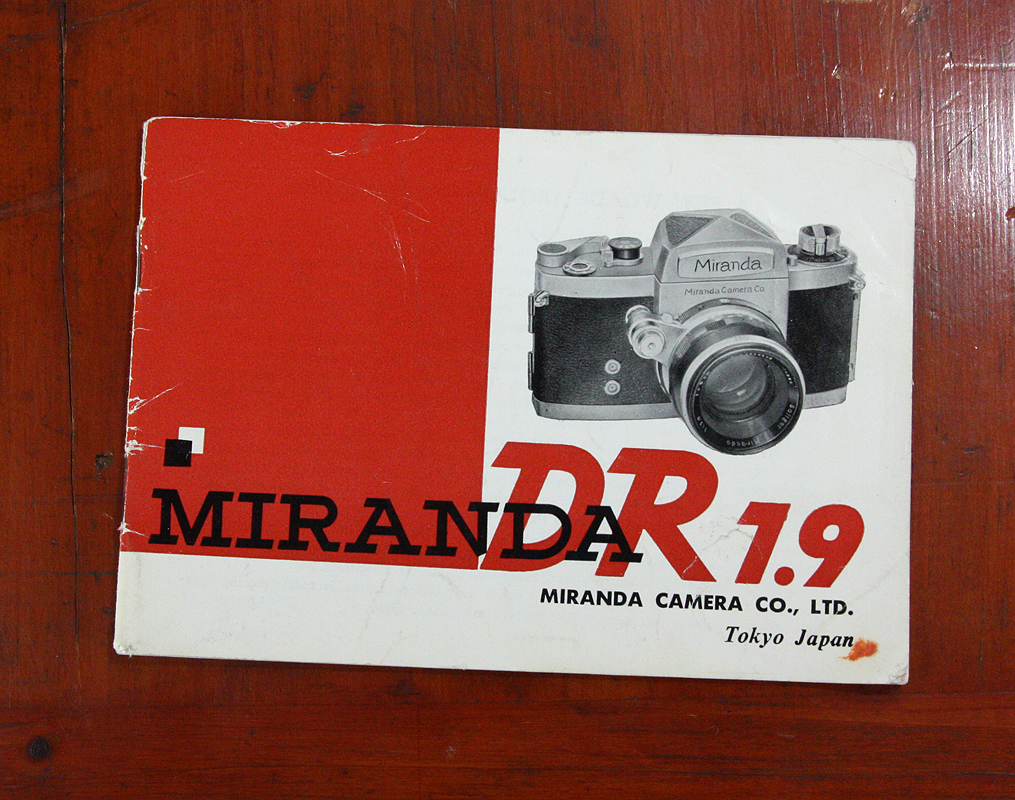 Miranda
Miranda Camera Co
MIRANDA DR 1.9
MIRANDA CAMERA CO., LTD.
Tokyo Japan